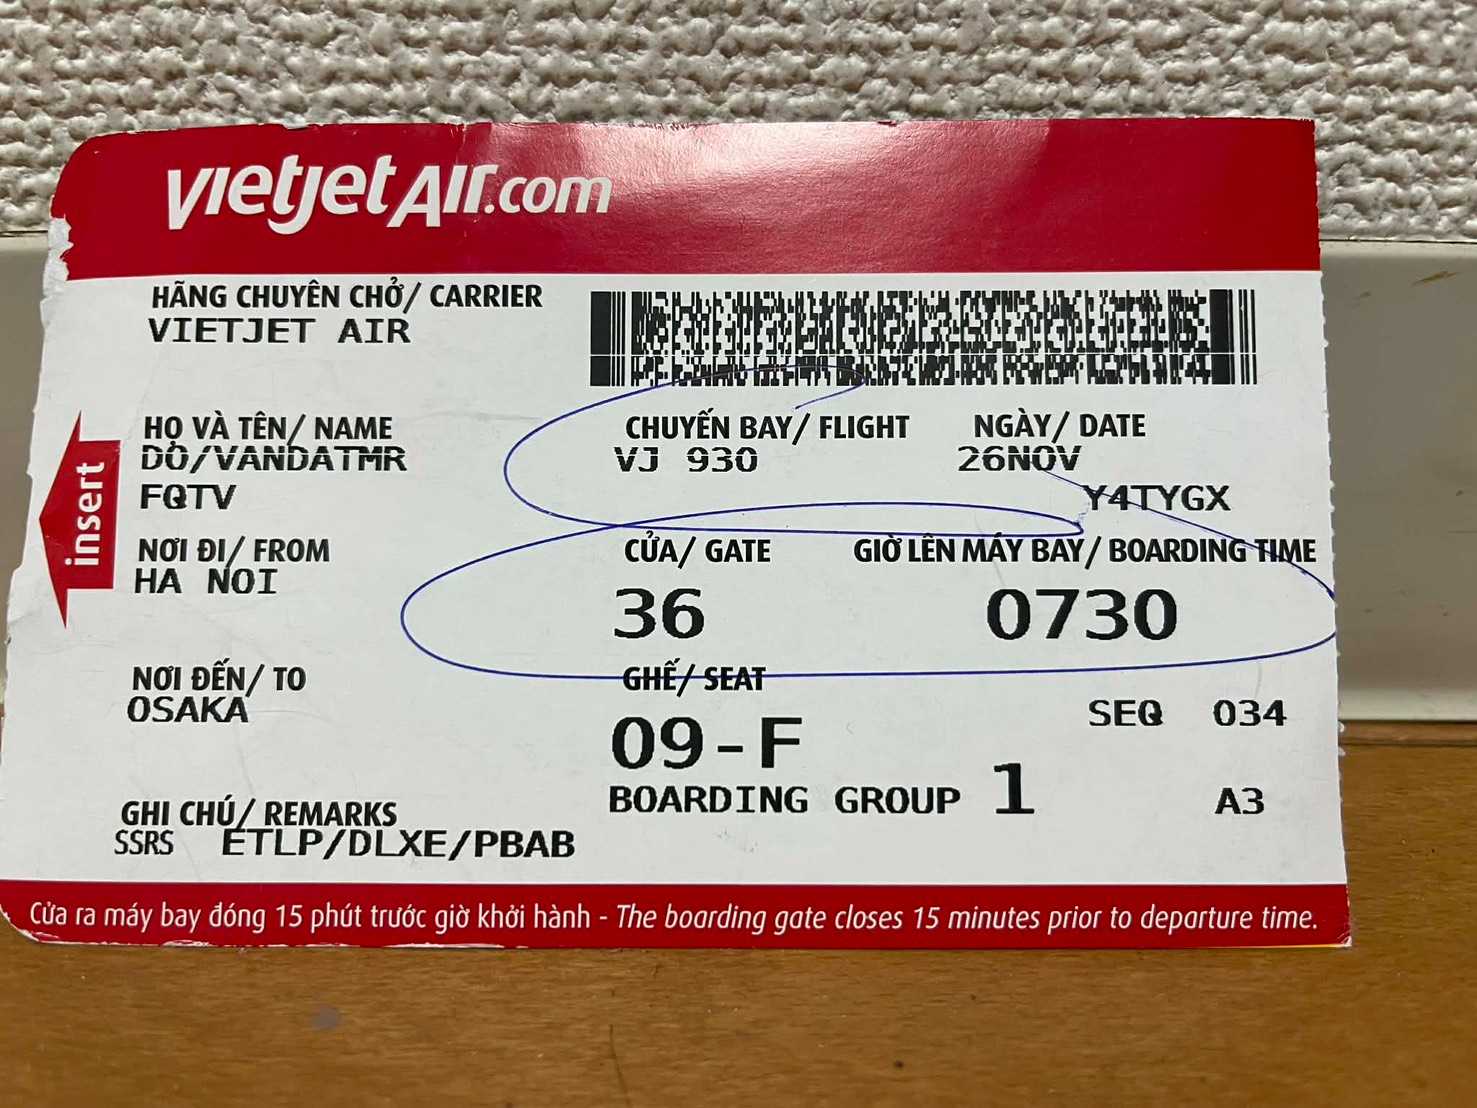 vietjetAir.com
HÃNG CHUYÊN CHỞ/ CARRIER
VIETJET AIR
HỌ VÀ TÊN/ NAME
DO/VANDATMR
FQTV
CHUYẾN BAY/ FLIGHT
VJ 930
NGÀY/ DATE
26NOV
Y4TYGX
insert
NƠI ĐI/ FROM
HA NOI
CỬA/ GATE
36
GIỜ LÊN MÁY BAY/ BOARDING TIME
0730
NƠI ĐẾN/ TO
OSAKA
GHẾ/ SEAT
09-F
SEQ 034
BOARDING GROUP 1
A3
GHI CHÚ/ REMARKS
SSRS ETLP/DLXE/PBAB
Cửa ra máy bay đóng 15 phút trước giờ khởi hành - The boarding gate closes 15 minutes prior to departure time.